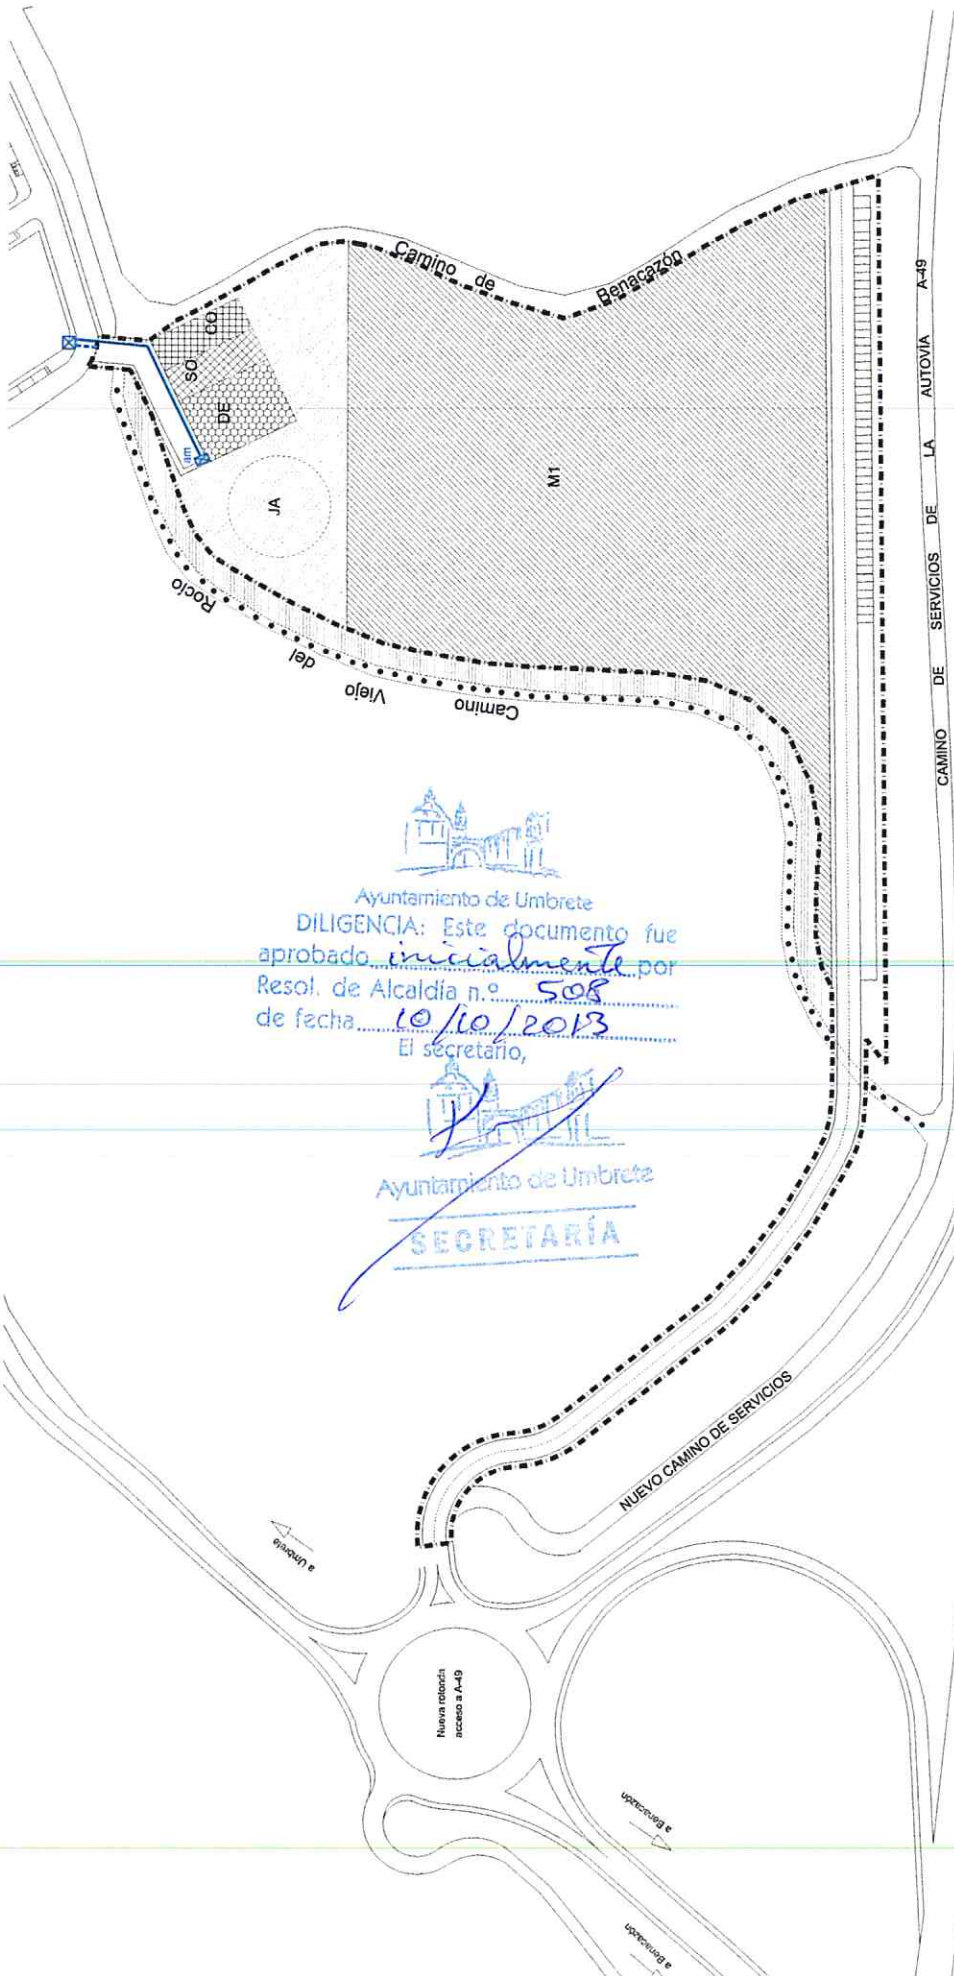 Camino de Benacazón
CO
SO
DE
am
JA
M1
Camino Viejo del Rocío
CAMINO DE SERVICIOS DE LA AUTOVIA A-49
Ayuntamiento de Umbrete
DILIGENCIA: Este documento fue
aprobado inicialmente por
Resol. de Alcaldía n.º 508
de fecha 10/10/2013
El secretario,
Ayuntamiento de Umbrete
SECRETARÍA
NUEVO CAMINO DE SERVICIOS
a Umbrete
Nueva rotonda
acceso a A-49
a Benacazón
a Benacazón